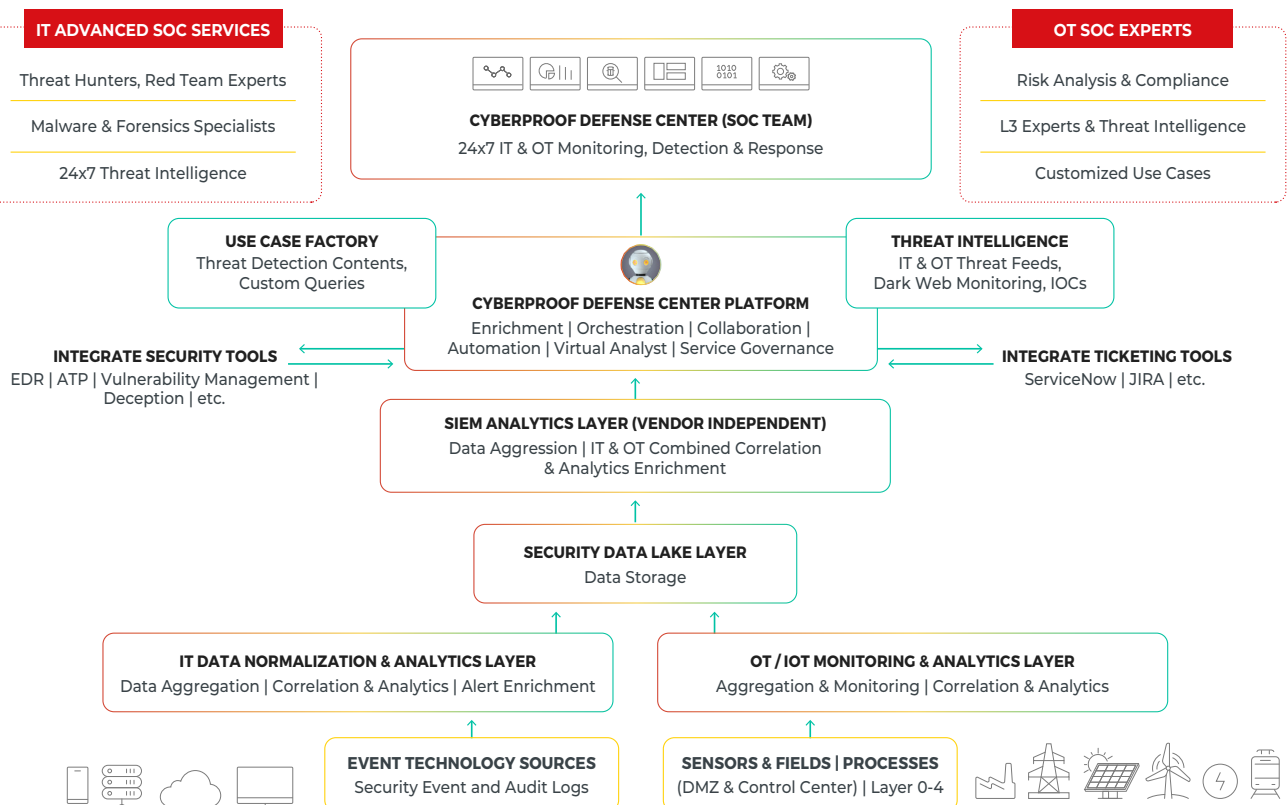 IT ADVANCED SOC SERVICES
Threat Hunters, Red Team Experts
Malware & Forensics Specialists
24x7 Threat Intelligence
1010
0101
CYBERPROOF DEFENSE CENTER (SOC TEAM)
24x7 IT & OT Monitoring, Detection & Response
OT SOC EXPERTS
Risk Analysis & Compliance
L3 Experts & Threat Intelligence
Customized Use Cases
USE CASE FACTORY
Threat Detection Contents,
Custom Queries
THREAT INTELLIGENCE
IT & OT Threat Feeds,
Dark Web Monitoring, IOCs
CYBERPROOF DEFENSE CENTER PLATFORM
Enrichment | Orchestration | Collaboration |
Automation | Virtual Analyst | Service Governance
INTEGRATE SECURITY TOOLS
EDR | ATP | Vulnerability Management |
Deception | etc.
INTEGRATE TICKETING TOOLS
ServiceNow | JIRA | etc.
SIEM ANALYTICS LAYER (VENDOR INDEPENDENT)
Data Aggression | IT & OT Combined Correlation
& Analytics Enrichment
SECURITY DATA LAKE LAYER
Data Storage
IT DATA NORMALIZATION & ANALYTICS LAYER
Data Aggregation | Correlation & Analytics | Alert Enrichment
OT / IOT MONITORING & ANALYTICS LAYER
Aggregation & Monitoring | Correlation & Analytics
EVENT TECHNOLOGY SOURCES
Security Event and Audit Logs
SENSORS & FIELDS | PROCESSES
(DMZ & Control Center) | Layer 0-4